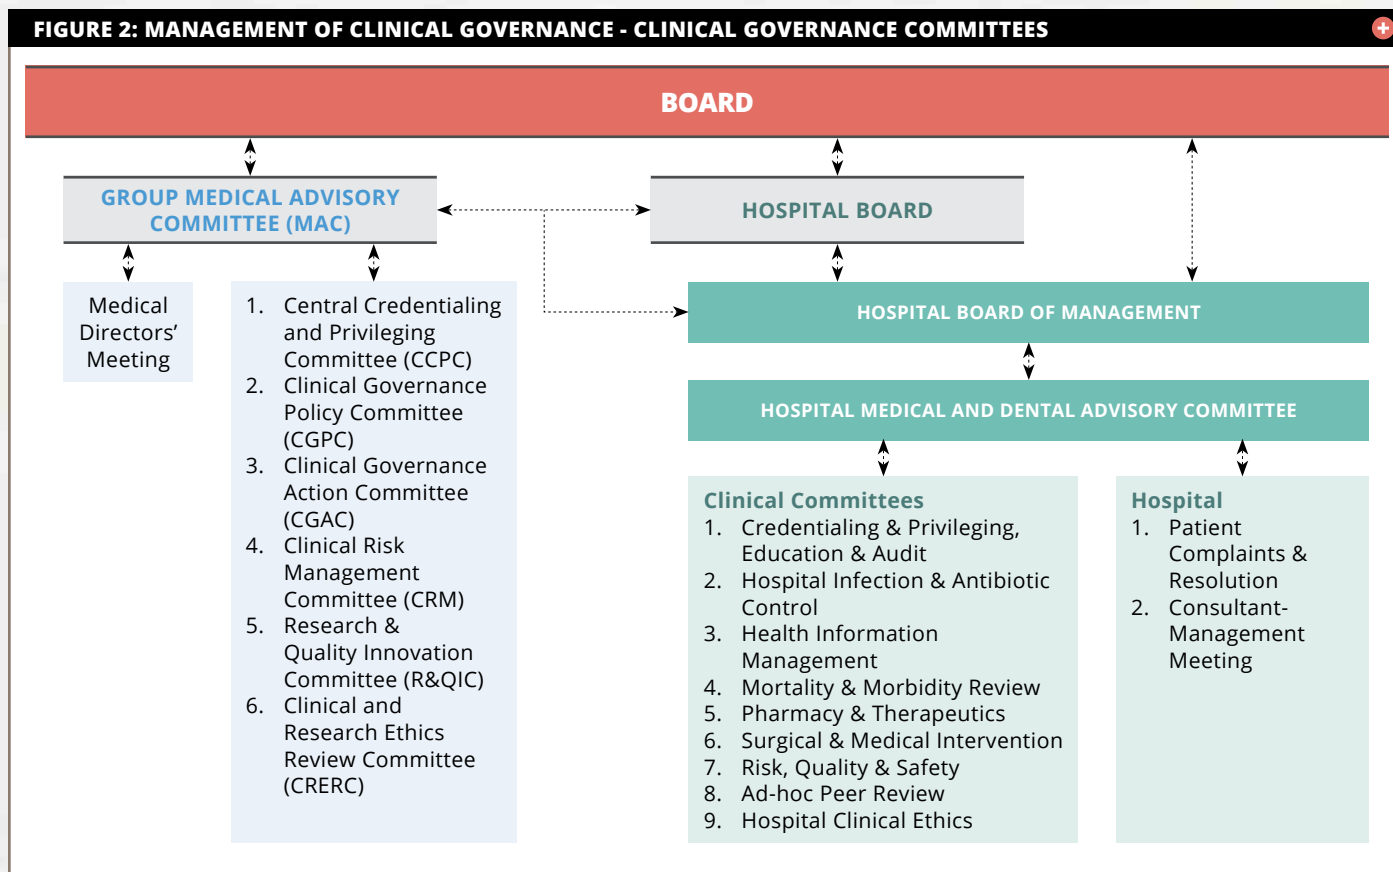 FIGURE 2: MANAGEMENT OF CLINICAL GOVERNANCE - CLINICAL GOVERNANCE COMMITTEES
BOARD
GROUP MEDICAL ADVISORY
COMMITTEE (MAC)
HOSPITAL BOARD
Medical
Directors’
Meeting
1. Central Credentialing
and Privileging
Committee (CCPC)
2. Clinical Governance
Policy Committee
(CGPC)
3. Clinical Governance
Action Committee
(CGAC)
4. Clinical Risk
Management
Committee (CRM)
5. Research &
Quality Innovation
Committee (R&QIC)
6. Clinical and
Research Ethics
Review Committee
(CRERC)
HOSPITAL BOARD OF MANAGEMENT
HOSPITAL MEDICAL AND DENTAL ADVISORY COMMITTEE
Clinical Committees
1. Credentialing & Privileging,
Education & Audit
2. Hospital Infection & Antibiotic
Control
3. Health Information
Management
4. Mortality & Morbidity Review
5. Pharmacy & Therapeutics
6. Surgical & Medical Intervention
7. Risk, Quality & Safety
8. Ad-hoc Peer Review
9. Hospital Clinical Ethics
Hospital
1. Patient
Complaints &
Resolution
2. Consultant-
Management
Meeting